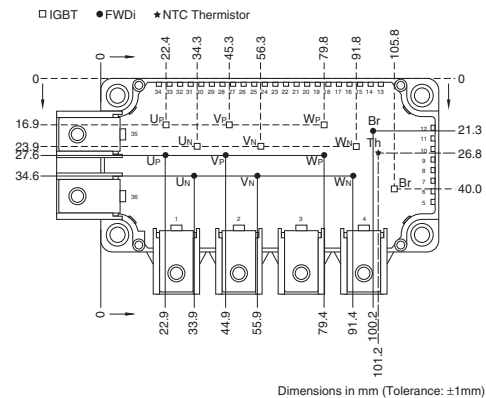 IGBT FWDi NTC Thermistor
0 22.4 34.3 45.3 56.3 79.8 91.8 105.8
0 0
34 33 32 31 30 29 28 27 26 25 24 23 22 21 20 19 18 17 16 15 14 13
16.9 UP VP WP Br 21.3
35 12
23.9 UN VN WN Th 11
27.6 UP VP WP 10 26.8
9
8
34.6 UN VN WN Br 7 40.0
36 6
5
1 2 3 4
0 22.9 33.9 44.9 55.9 79.4 91.4 100.2
101.2
Dimensions in mm (Tolerance: ±1mm)